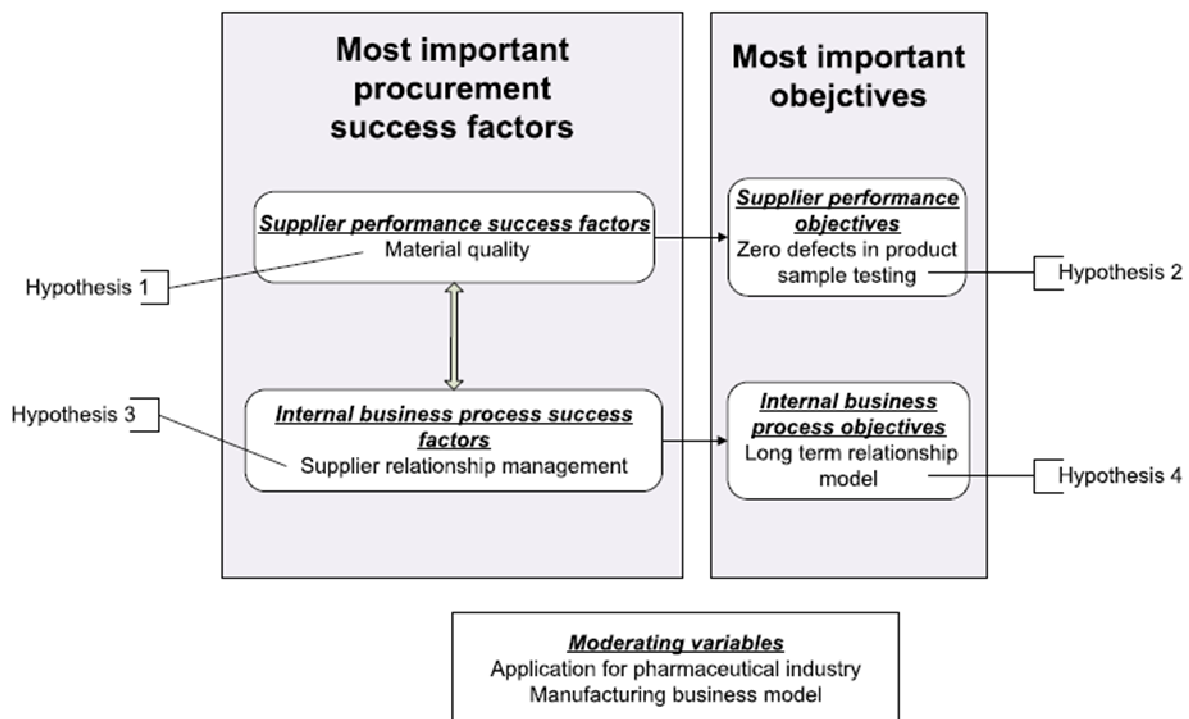 Most important
procurement
success factors
Most important
obejctives
Supplier performance success factors
Material quality
Supplier performance
objectives
Zero defects in product
sample testing
Hypothesis 1
Hypothesis 2
Internal business process success
factors
Supplier relationship management
Internal business
process objectives
Long term relationship
model
Hypothesis 3
Hypothesis 4
Moderating variables
Application for pharmaceutical industry
Manufacturing business model